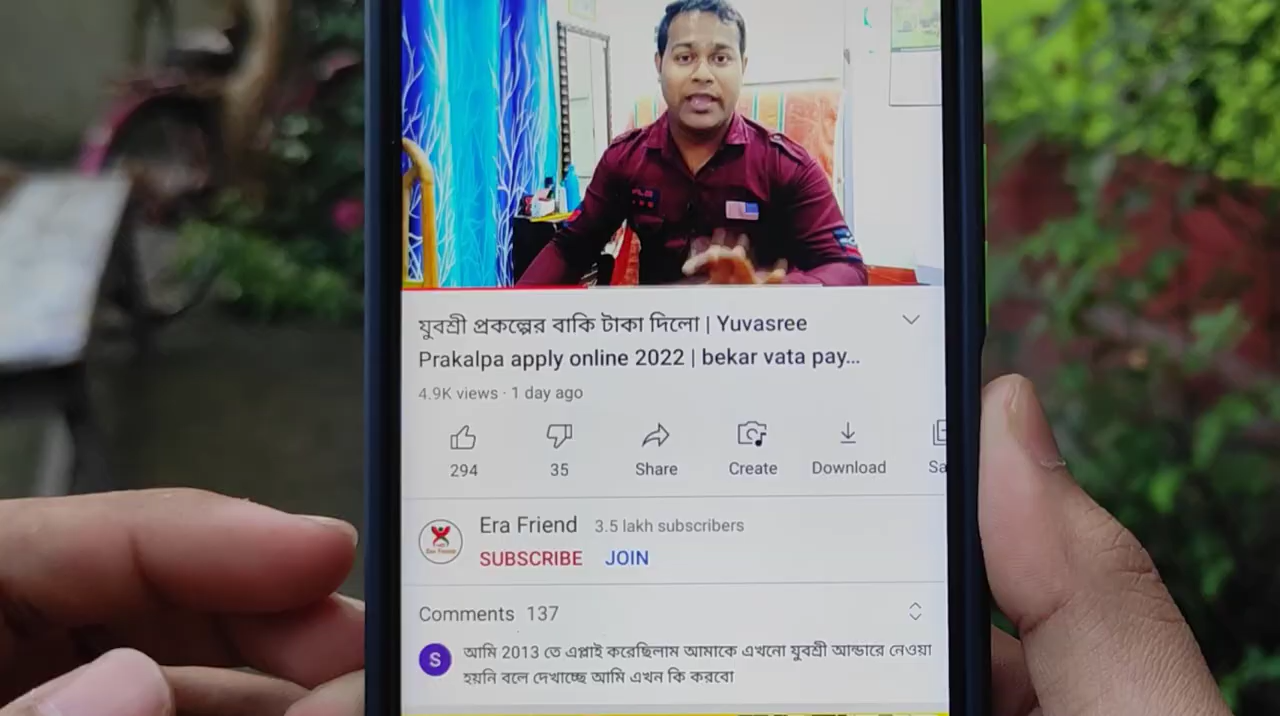 যুবশ্রী প্রকল্পের বাকি টাকা দিলো | Yuvasree
Prakalpa apply online 2022 | bekar vata pay...
4.9K views · 1 day ago
294
35
Share
Create
Download
Sa
Era Friend 3.5 lakh subscribers
SUBSCRIBE JOIN
Comments 137
S
আমি 2013 তে এপ্লাই করেছিলাম আমাকে এখনো যুবশ্রী আন্ডারে নেওয়া
হয়নি বলে দেখাচ্ছে আমি এখন কি করবো